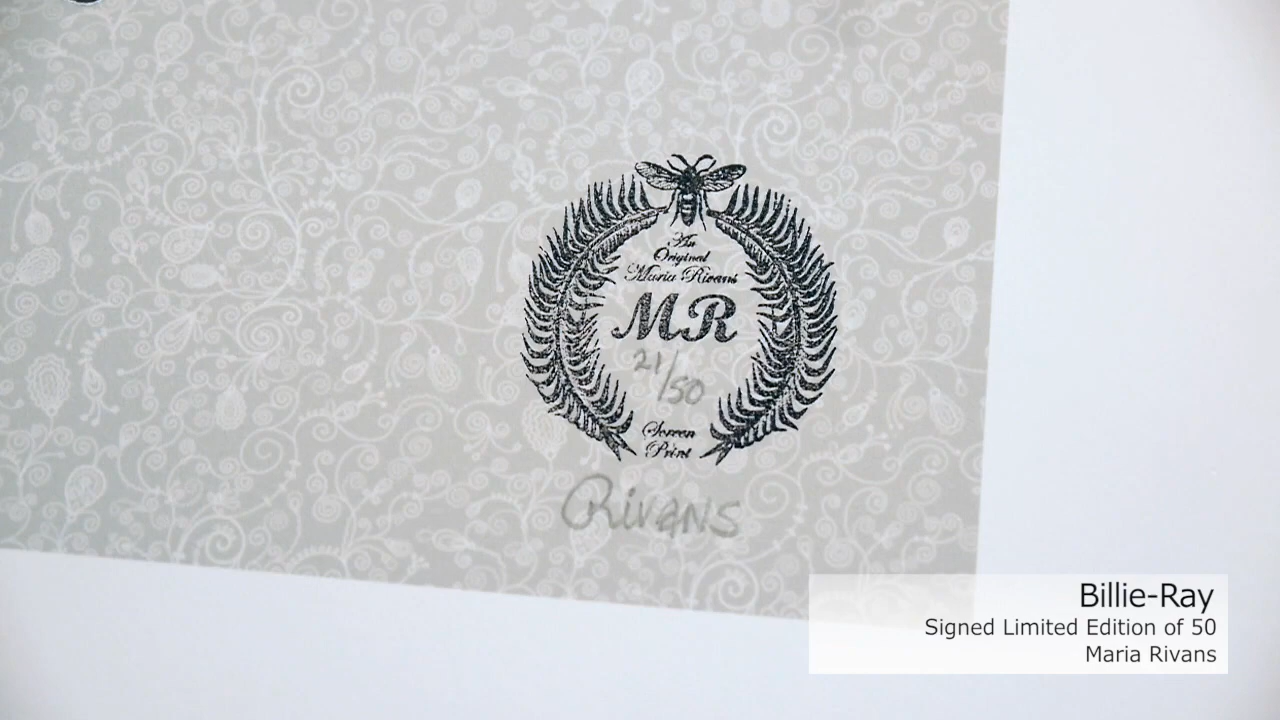 An
Original
Maria Rivans
MR
21/50
Screen
Print
Rivans
Billie-Ray
Signed Limited Edition of 50
Maria Rivans